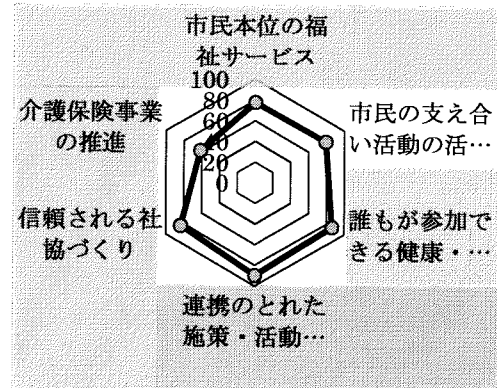 市民本位の福
祉サービス
100
80
60
40
20
0
市民の支え合
い活動の活…
誰もが参加で
きる健康・…
連携のとれた
施策・活動…
信頼される社
協づくり
介護保険事業
の推進